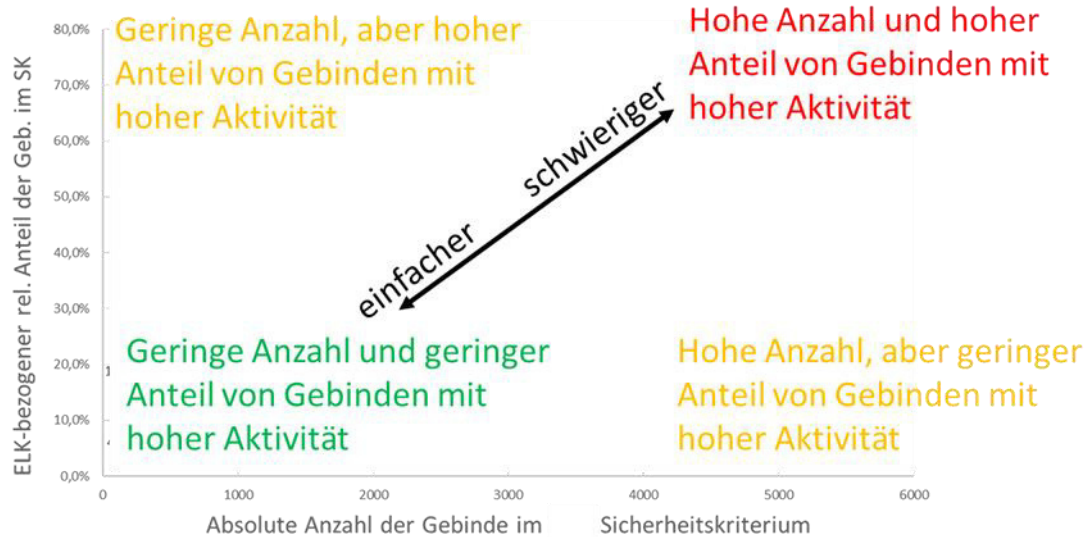 ELK-bezogener rel. Anteil der Geb. im SK
80,0%
70,0%
60,0%
50,0%
40,0%
30,0%
20,0%
10,0%
0,0%
Geringe Anzahl, aber hoher
Anteil von Gebinden mit
hoher Aktivität
Hohe Anzahl und hoher
Anteil von Gebinden mit
hoher Aktivität
schwieriger
einfacher
Geringe Anzahl und geringer
Anteil von Gebinden mit
hoher Aktivität
Hohe Anzahl, aber geringer
Anteil von Gebinden mit
hoher Aktivität
0 1000 2000 3000 4000 5000 6000
Absolute Anzahl der Gebinde im Sicherheitskriterium